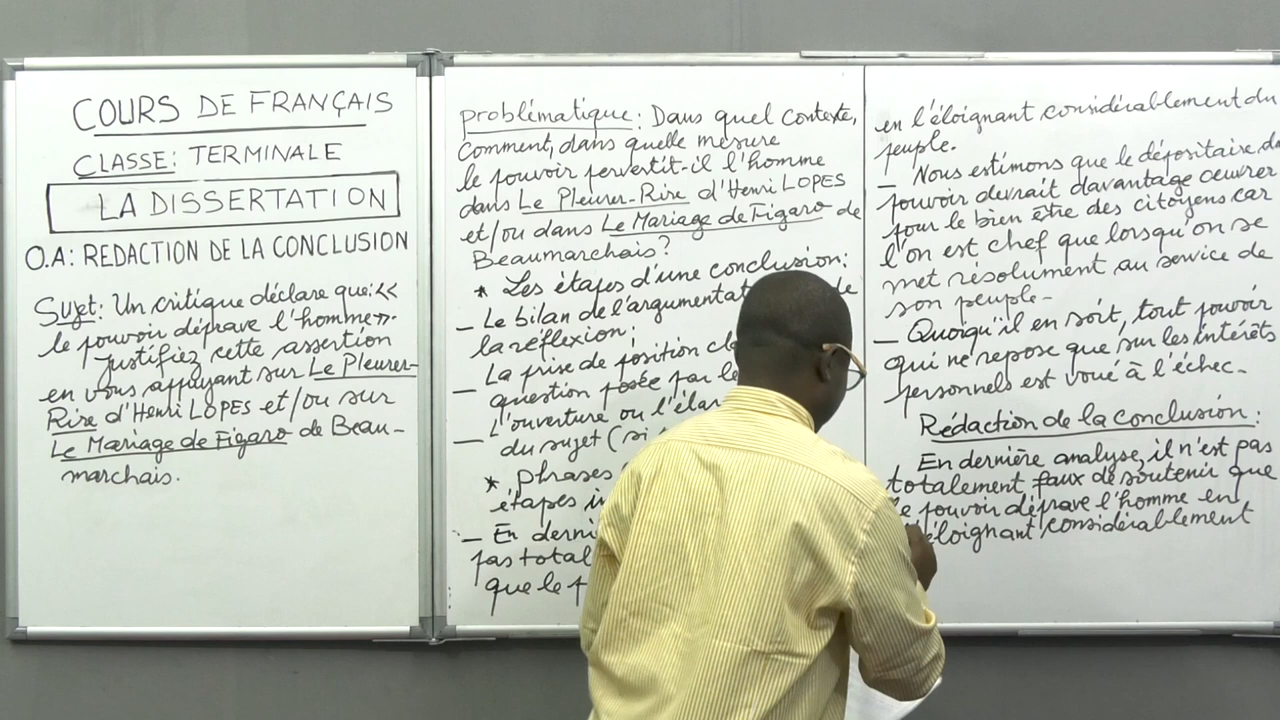 COURS DE FRANÇAIS
CLASSE: TERMINALE
LA DISSERTATION
O.A: REDACTION DE LA CONCLUSION
Sujet: Un critique déclare que: <<
le pouvoir déprave l'homme>>.
Justifiez cette assertion
en vous appuyant sur Le Pleurer-
Rire d'Henri LOPES et/ou sur
Le Mariage de Figaro de Beau-
marchais.
problématique: Dans quel contexte,
comment, dans quelle mesure
le pouvoir pervertit-il l'homme
dans Le Pleurer-Rire d'Henri LOPES
et/ou dans Le Mariage de Figaro de
Beaumarchais?
* Les étapes d'une conclusion:
- Le bilan de l'argumentat
la réflexion;
- La prise de position
question posée par le
- L'ouverture ou
du sujet (si
* phrases
étapes
- En
pas
que le
en l'éloignant considérablement du
peuple.
- Nous estimons que le dépositaire du
pouvoir devrait davantage œuvrer
pour le bien être des citoyens car
l'on est chef que lorsqu'on se
met résolument au service de
son peuple-
- Quoiqu'il en soit, tout pouvoir
qui ne repose que sur les intérêts
personnels est voué à l'échec-
Rédaction de la conclusion:
En dernière analyse, il n'est pas
totalement faux de soutenir que
le pouvoir déprave l'homme en
l'éloignant considérablement